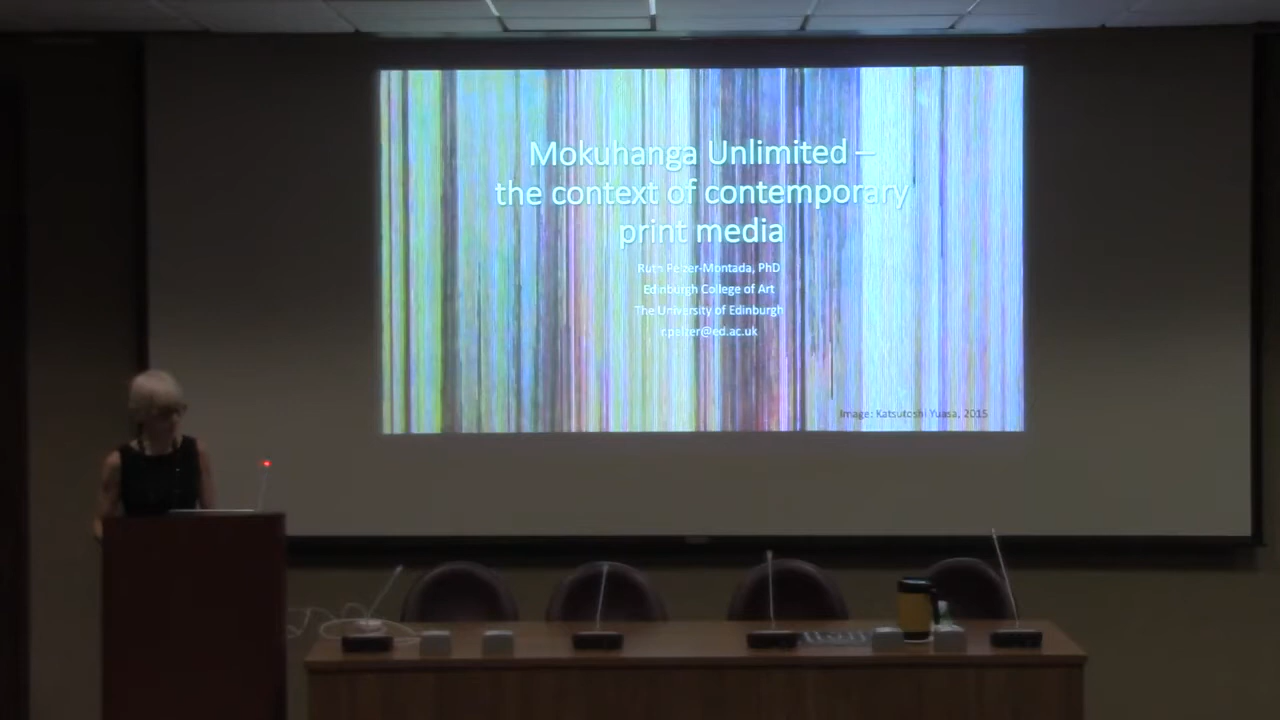 Mokuhanga Unlimited –
the context of contemporary
print media
Ruth Pelzer-Montada, PhD
Edinburgh College of Art
The University of Edinburgh
r.pelzer@ed.ac.uk
Image: Katsutoshi Yuasa, 2015